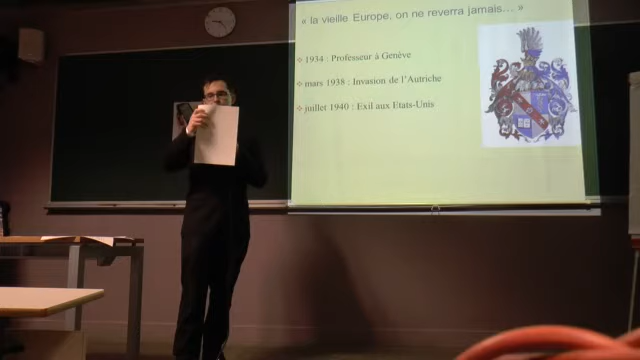 « la vieille Europe, on ne reverra jamais… »
1934 : Professeur à Genève
mars 1938 : Invasion de l'Autriche
juillet 1940 : Exil aux Etats-Unis